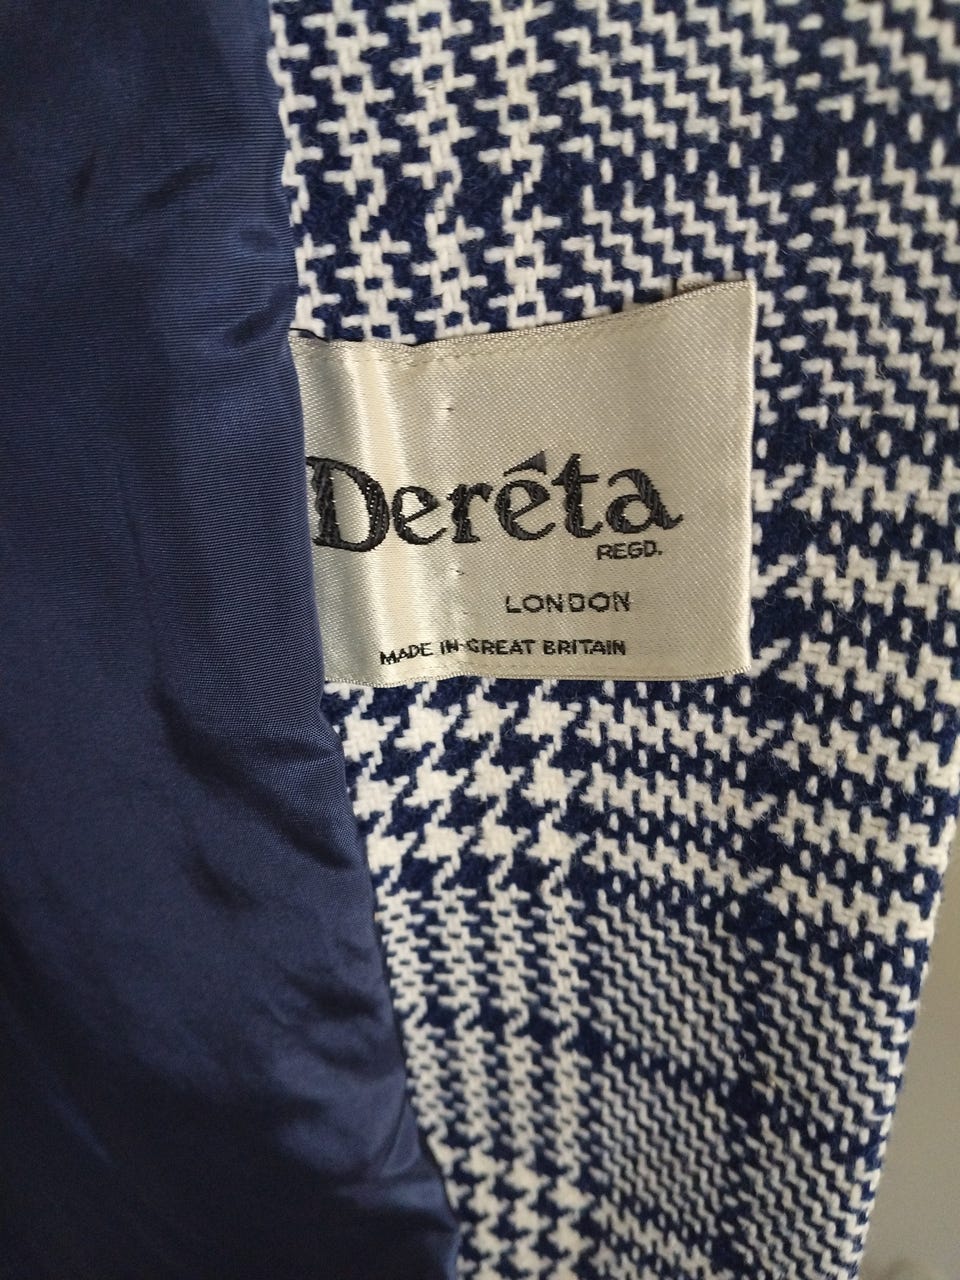 Deréta
REGD.
LONDON
MADE IN GREAT BRITAIN